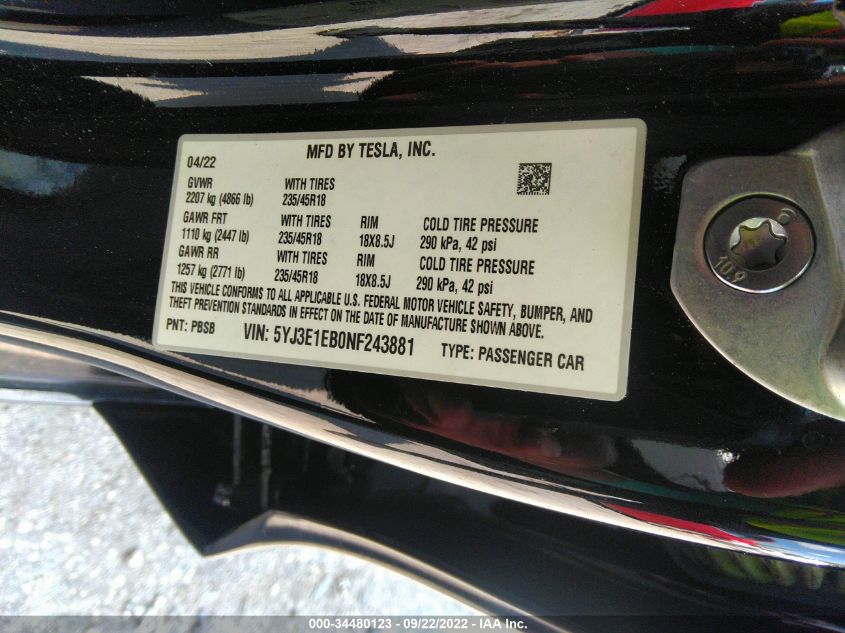 04/22 MFD BY TESLA, INC.
GVWR WITH TIRES
2207 kg (4866 lb) 235/45R18
GAWR FRT WITH TIRES RIM COLD TIRE PRESSURE
1110 kg (2447 lb) 235/45R18 18X8.5J 290 kPa, 42 psi
GAWR RR WITH TIRES RIM COLD TIRE PRESSURE
1257 kg (2771 lb) 235/45R18 18X8.5J 290 kPa, 42 psi
THIS VEHICLE CONFORMS TO ALL APPLICABLE U.S. FEDERAL MOTOR VEHICLE SAFETY, BUMPER, AND
THEFT PREVENTION STANDARDS IN EFFECT ON THE DATE OF MANUFACTURE SHOWN ABOVE.
PNT: PBSB VIN: 5YJ3E1EB0NF243881 TYPE: PASSENGER CAR
10.9
000-34480123 - 09/22/2022 - IAA Inc.